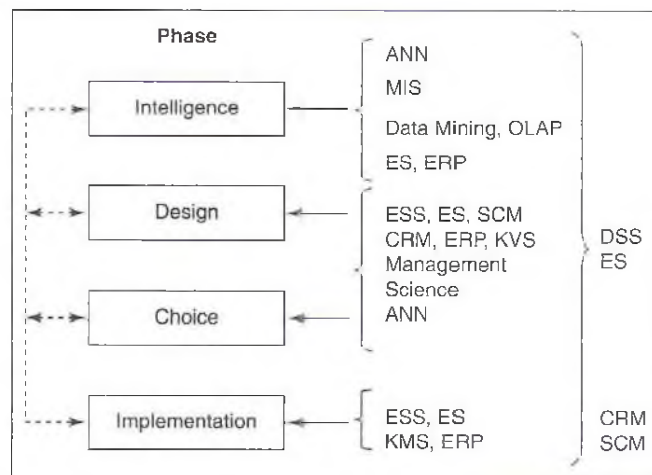 Phase
Intelligence
ANN
MIS
Data Mining, OLAP
ES, ERP
Design
ESS, ES, SCM
CRM, ERP, KVS
Management
Science
ANN
Choice
DSS
ES
Implementation
ESS, ES
KMS, ERP
CRM
SCM